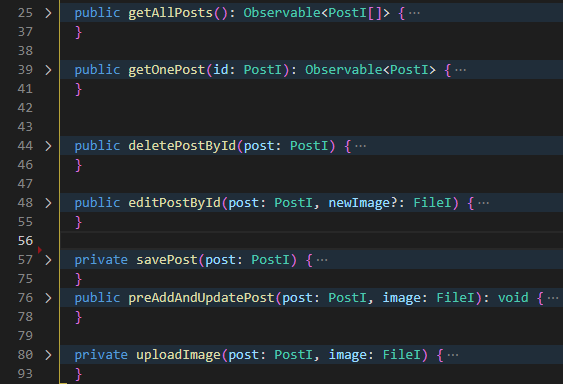 25 > public getAllPosts(): Observable<PostI[]> {···
37 }
38
39 > public getOnePost(id: PostI): Observable<PostI> {···
41 }
42
43
44 > public deletePostById(post: PostI) {···
46 }
47
48 > public editPostById(post: PostI, newImage?: FileI) {···
55 }
56
57 > private savePost(post: PostI) {···
75 }
76 > public preAddAndUpdatePost(post: PostI, image: FileI): void {···
78 }
79
80 > private uploadImage(post: PostI, image: FileI) {···
93 }